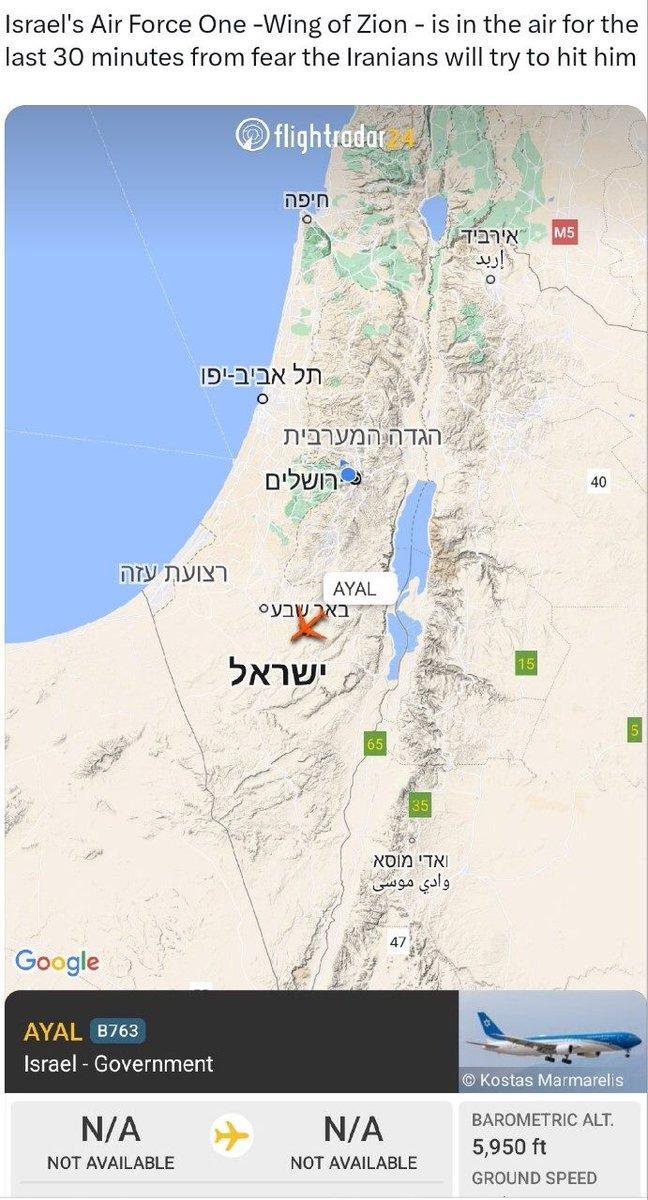 Israel's Air Force One -Wing of Zion - is in the air for the
last 30 minutes from fear the Iranians will try to hit him
flightradar24
חיפה
M5
אירביד
إربد
תל אביב-יפו
הגדה המערבית
ירושלים
40
רצועת עזה
AYAL
באר שבע
ישראל
15
5
65
35
ואדי מוסא
وادي موسى
47
Google
AYAL B763
Israel - Government
© Kostas Marmarelis
N/A
NOT AVAILABLE
N/A
NOT AVAILABLE
BAROMETRIC ALT.
5,950 ft
GROUND SPEED